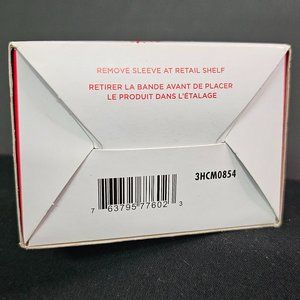 REMOVE SLEEVE AT RETAIL SHELF
RETIRER LA BANDE AVANT DE PLACER
LE PRODUIT DANS L'ÉTALAGE
3HCM0854
7 63795 77602 3